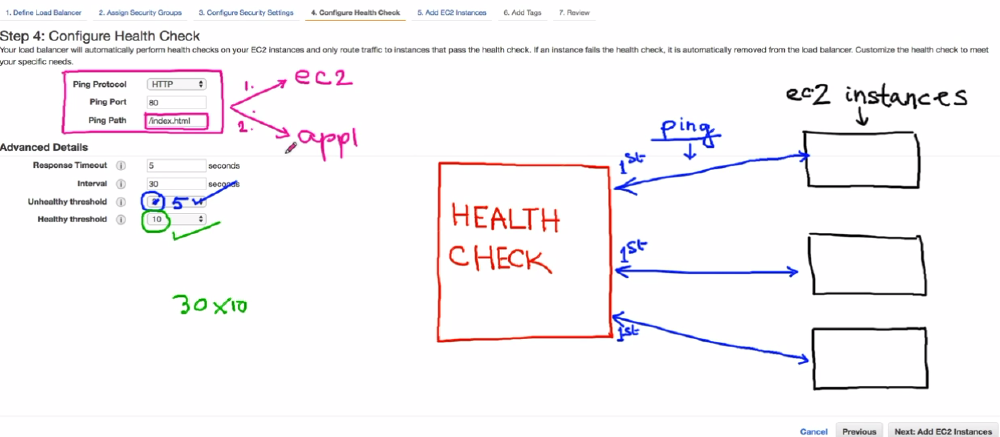 1. Define Load Balancer 2. Assign Security Groups 3. Configure Security Settings 4. Configure Health Check 5. Add EC2 Instances 6. Add Tags 7. Review
Step 4: Configure Health Check
Your load balancer will automatically perform health checks on your EC2 instances and only route traffic to instances that pass the health check. If an instance fails the health check, it is automatically removed from the load balancer. Customize the health check to meet
your specific needs.
Ping Protocol HTTP
Ping Port 80
Ping Path /index.html
1. ec2
2. appl
Advanced Details
Response Timeout i 5 seconds
Interval i 30 seconds
Unhealthy threshold i 5
Healthy threshold i 10
30 x 10
ec2 instances
ping
1st
HEALTH
CHECK
1st
1st
Cancel Previous Next: Add EC2 Instances